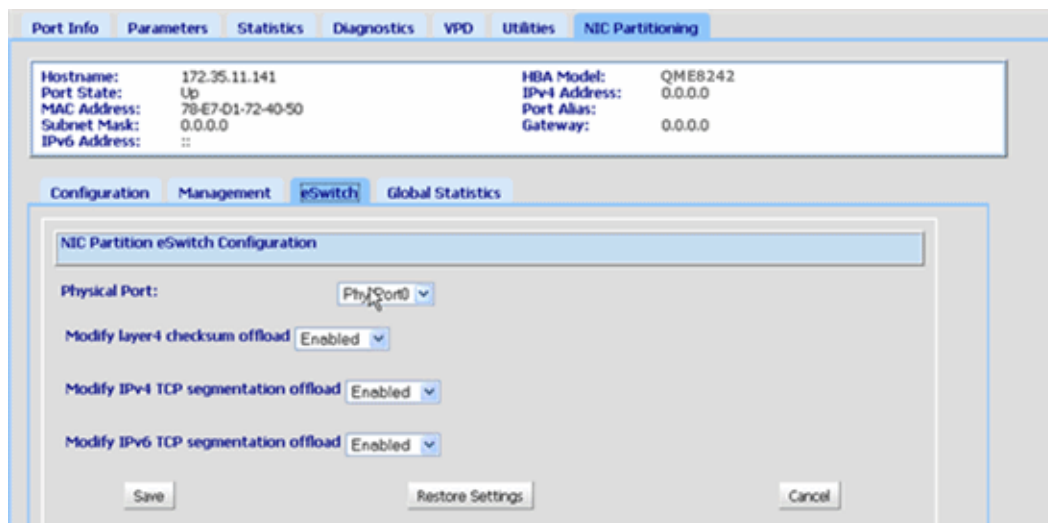 Port Info Parameters Statistics Diagnostics VPD Utilities NIC Partitioning
Hostname: 172.35.11.141 HBA Model: QME8242
Port State: Up IPv4 Address: 0.0.0.0
MAC Address: 78-E7-D1-72-40-50 Port Alias:
Subnet Mask: 0.0.0.0 Gateway: 0.0.0.0
IPv6 Address: ::
Configuration Management eSwitch Global Statistics
NIC Partition eSwitch Configuration
Physical Port: PhyPort0
Modify layer4 checksum offload Enabled
Modify IPv4 TCP segmentation offload Enabled
Modify IPv6 TCP segmentation offload Enabled
Save Restore Settings Cancel